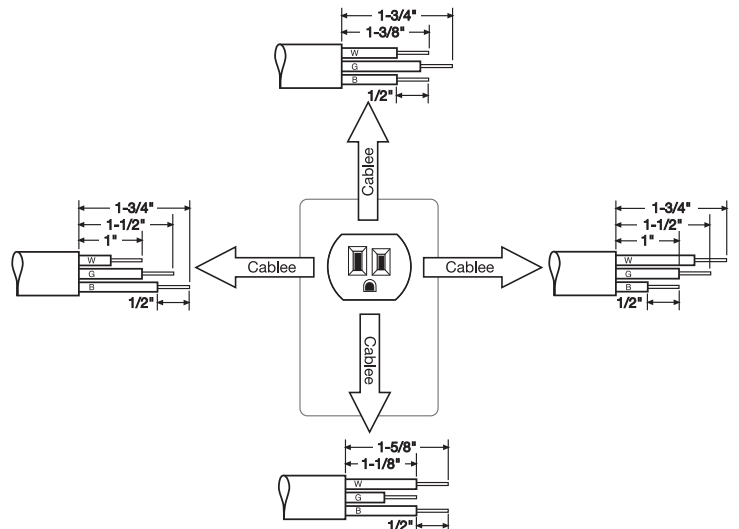 1-3/4"
1-3/8"
W
G
B
1/2"
Cablee
1-3/4"
1-1/2"
1"
W
G
B
1/2"
Cablee
Cablee
1-3/4"
1-1/2"
1"
W
G
B
1/2"
Cablee
1-5/8"
1-1/8"
W
G
B
1/2"